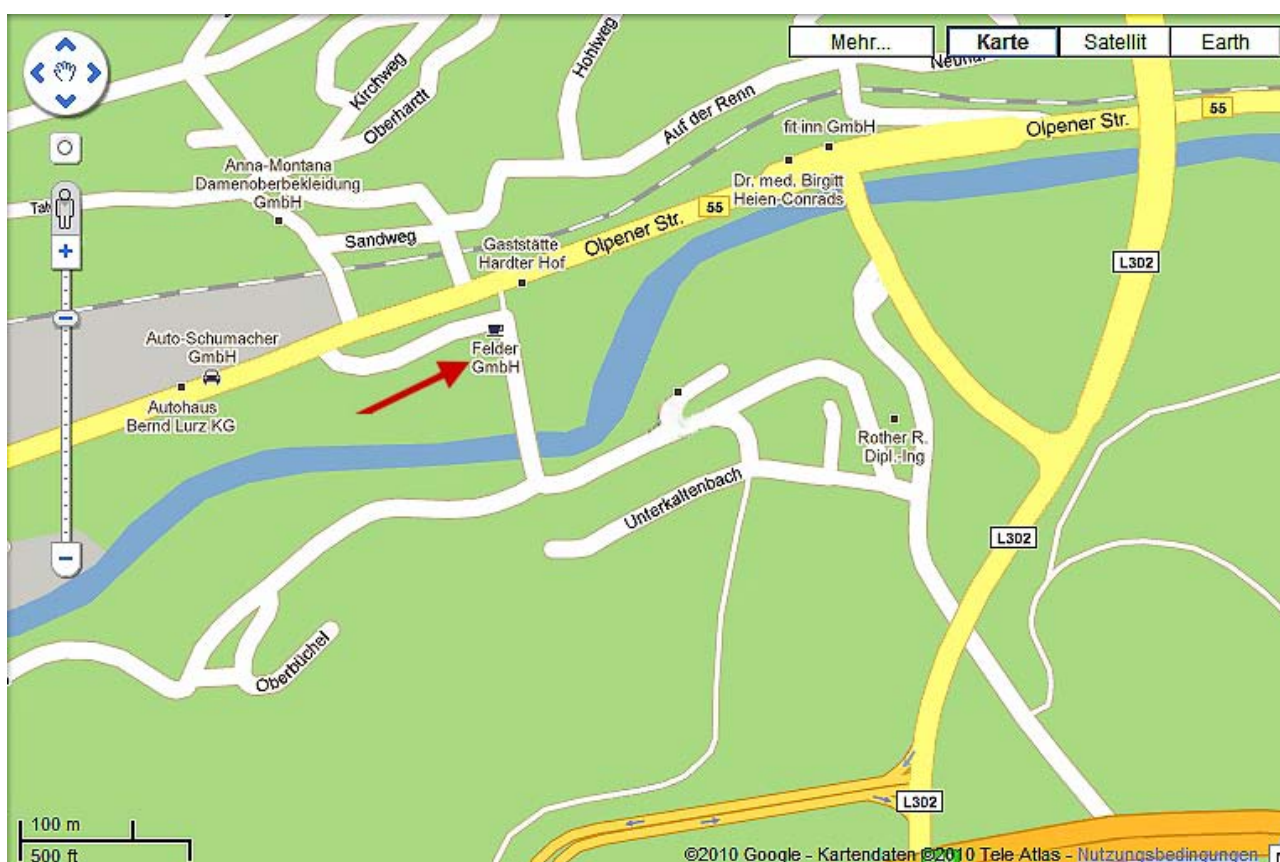 Mehr...
Karte
Satellit
Earth
Hohlweg
Kirchweg
Oberhardt
Auf der Renn
55
Olpener Str.
fit inn GmbH
Anna-Montana
Damenoberbekleidung
GmbH
Dr. med. Birgitt
Heien-Conrads
55
Olpener Str.
Sandweg
Gaststätte
Hardter Hof
L302
Auto-Schumacher
GmbH
Felder
GmbH
Autohaus
Bernd Lurz KG
Rother R.
Dipl.-Ing
Unterkaltenbach
L302
Oberbüchel
L302
100 m
500 ft
©2010 Google - Kartendaten ©2010 Tele Atlas - Nutzungsbedingungen